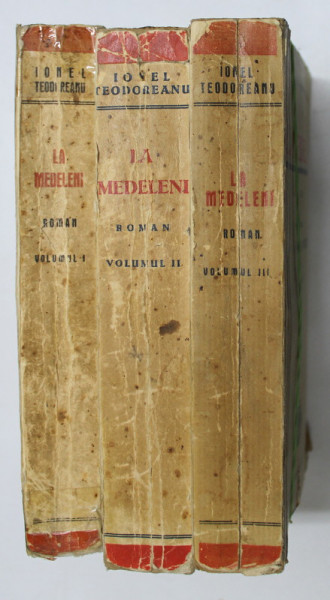 IONEL
TEODOREANU
LA
MEDELENI
ROMAN
VOLUMUL I
IONEL
TEODOREANU
LA
MEDELENI
ROMAN
VOLUMUL II
IONEL
TEODOREANU
LA
MEDELENI
ROMAN
VOLUMUL III